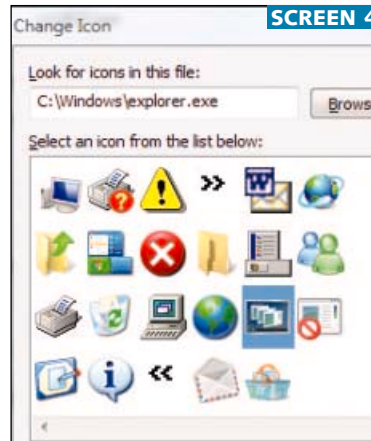 SCREEN 4
Change Icon
Look for icons in this file:
C:\Windows\explorer.exe
Brows
Select an icon from the list below: